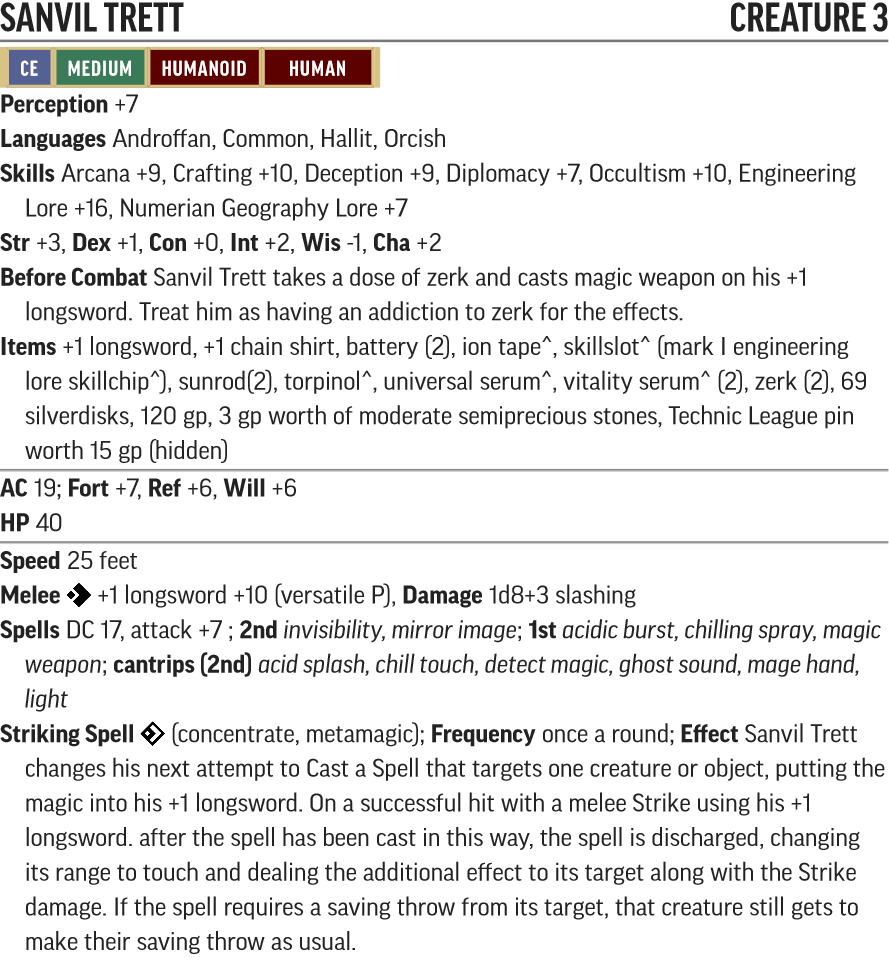 SANVIL TRETT CREATURE 3
CE MEDIUM HUMANOID HUMAN
Perception +7
Languages Androffan, Common, Hallit, Orcish
Skills Arcana +9, Crafting +10, Deception +9, Diplomacy +7, Occultism +10, Engineering
Lore +16, Numerian Geography Lore +7
Str +3, Dex +1, Con +0, Int +2, Wis -1, Cha +2
Before Combat Sanvil Trett takes a dose of zerk and casts magic weapon on his +1
longsword. Treat him as having an addiction to zerk for the effects.
Items +1 longsword, +1 chain shirt, battery (2), ion tape^, skillslot^ (mark I engineering
lore skillchip^), sunrod(2), torpinol^, universal serum^, vitality serum^ (2), zerk (2), 69
silverdisks, 120 gp, 3 gp worth of moderate semiprecious stones, Technic League pin
worth 15 gp (hidden)
AC 19; Fort +7, Ref +6, Will +6
HP 40
Speed 25 feet
Melee +1 longsword +10 (versatile P), Damage 1d8+3 slashing
Spells DC 17, attack +7 ; 2nd invisibility, mirror image; 1st acidic burst, chilling spray, magic
weapon; cantrips (2nd) acid splash, chill touch, detect magic, ghost sound, mage hand,
light
Striking Spell (concentrate, metamagic); Frequency once a round; Effect Sanvil Trett
changes his next attempt to Cast a Spell that targets one creature or object, putting the
magic into his +1 longsword. On a successful hit with a melee Strike using his +1
longsword. after the spell has been cast in this way, the spell is discharged, changing
its range to touch and dealing the additional effect to its target along with the Strike
damage. If the spell requires a saving throw from its target, that creature still gets to
make their saving throw as usual.